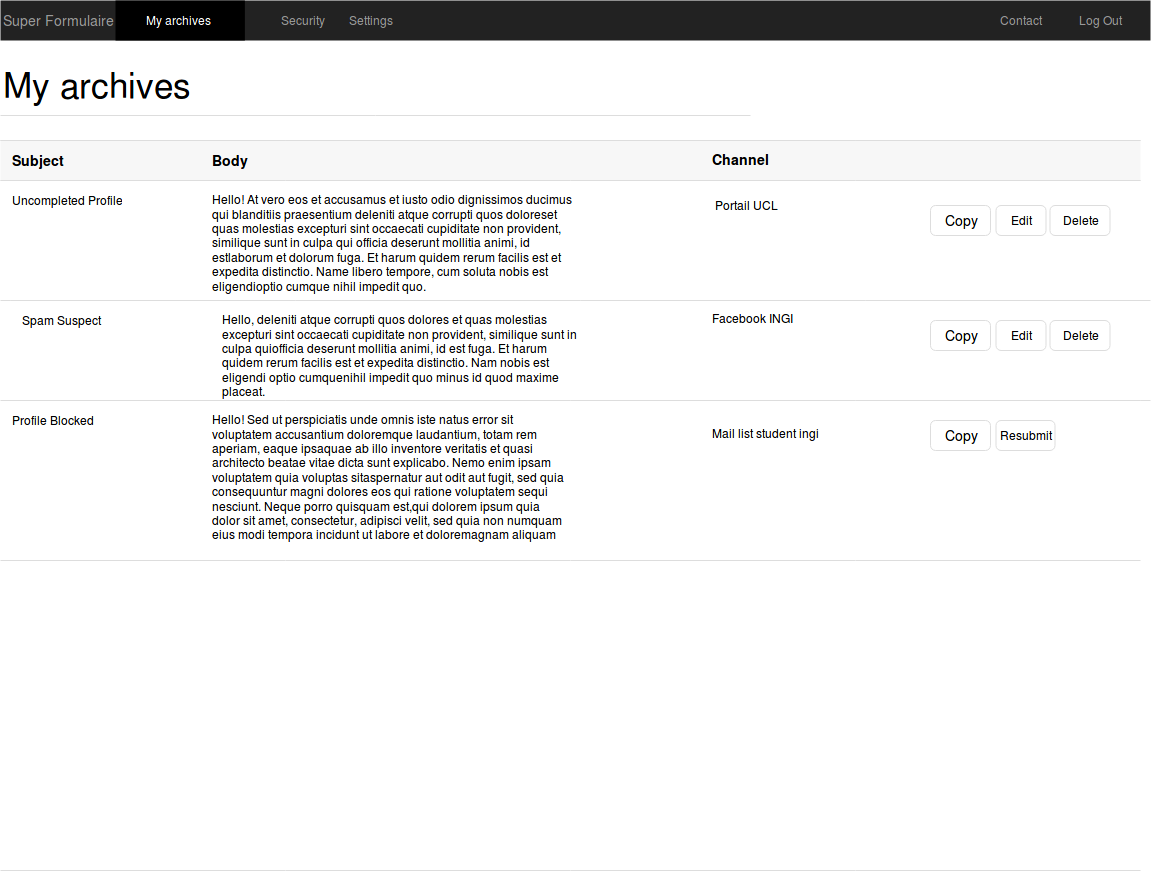 Super Formulaire My archives Security Settings Contact Log Out
My archives
Subject Body Channel
Uncompleted Profile
Hello! At vero eos et accusamus et iusto odio dignissimos ducimus
qui blanditiis praesentium deleniti atque corrupti quos doloreset
quas molestias excepturi sint occaecati cupiditate non provident,
similique sunt in culpa qui officia deserunt mollitia animi, id
estlaborum et dolorum fuga. Et harum quidem rerum facilis est et
expedita distinctio. Name libero tempore, cum soluta nobis est
eligendioptio cumque nihil impedit quo.
Portail UCL
Copy Edit Delete
Spam Suspect
Hello, deleniti atque corrupti quos dolores et quas molestias
excepturi sint occaecati cupiditate non provident, similique sunt in
culpa quiofficia deserunt mollitia animi, id est fuga. Et harum
quidem rerum facilis est et expedita distinctio. Nam nobis est
eligendi optio cumquenihil impedit quo minus id quod maxime
placeat.
Facebook INGI
Copy Edit Delete
Profile Blocked
Hello! Sed ut perspiciatis unde omnis iste natus error sit
voluptatem accusantium doloremque laudantium, totam rem
aperiam, eaque ipsaquae ab illo inventore veritatis et quasi
architecto beatae vitae dicta sunt explicabo. Nemo enim ipsam
voluptatem quia voluptas sitaspernatur aut odit aut fugit, sed quia
consequuntur magni dolores eos qui ratione voluptatem sequi
nesciunt. Neque porro quisquam est,qui dolorem ipsum quia
dolor sit amet, consectetur, adipisci velit, sed quia non numquam
eius modi tempora incidunt ut labore et doloremagnam aliquam
Mail list student ingi
Copy Resubmit